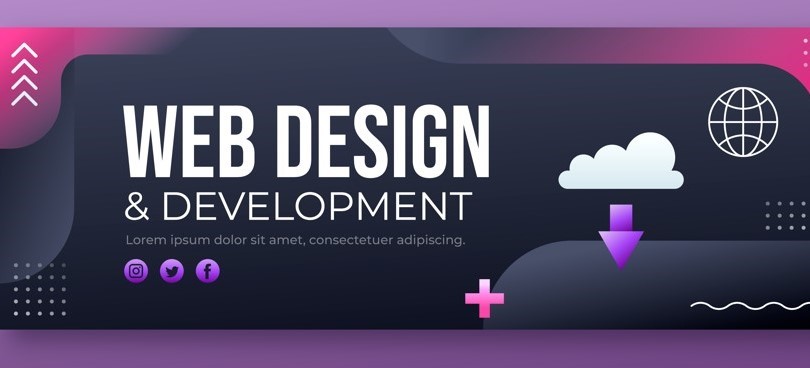 WEB DESIGN
& DEVELOPMENT
Lorem ipsum dolor sit amet, consectetuer adipiscing.